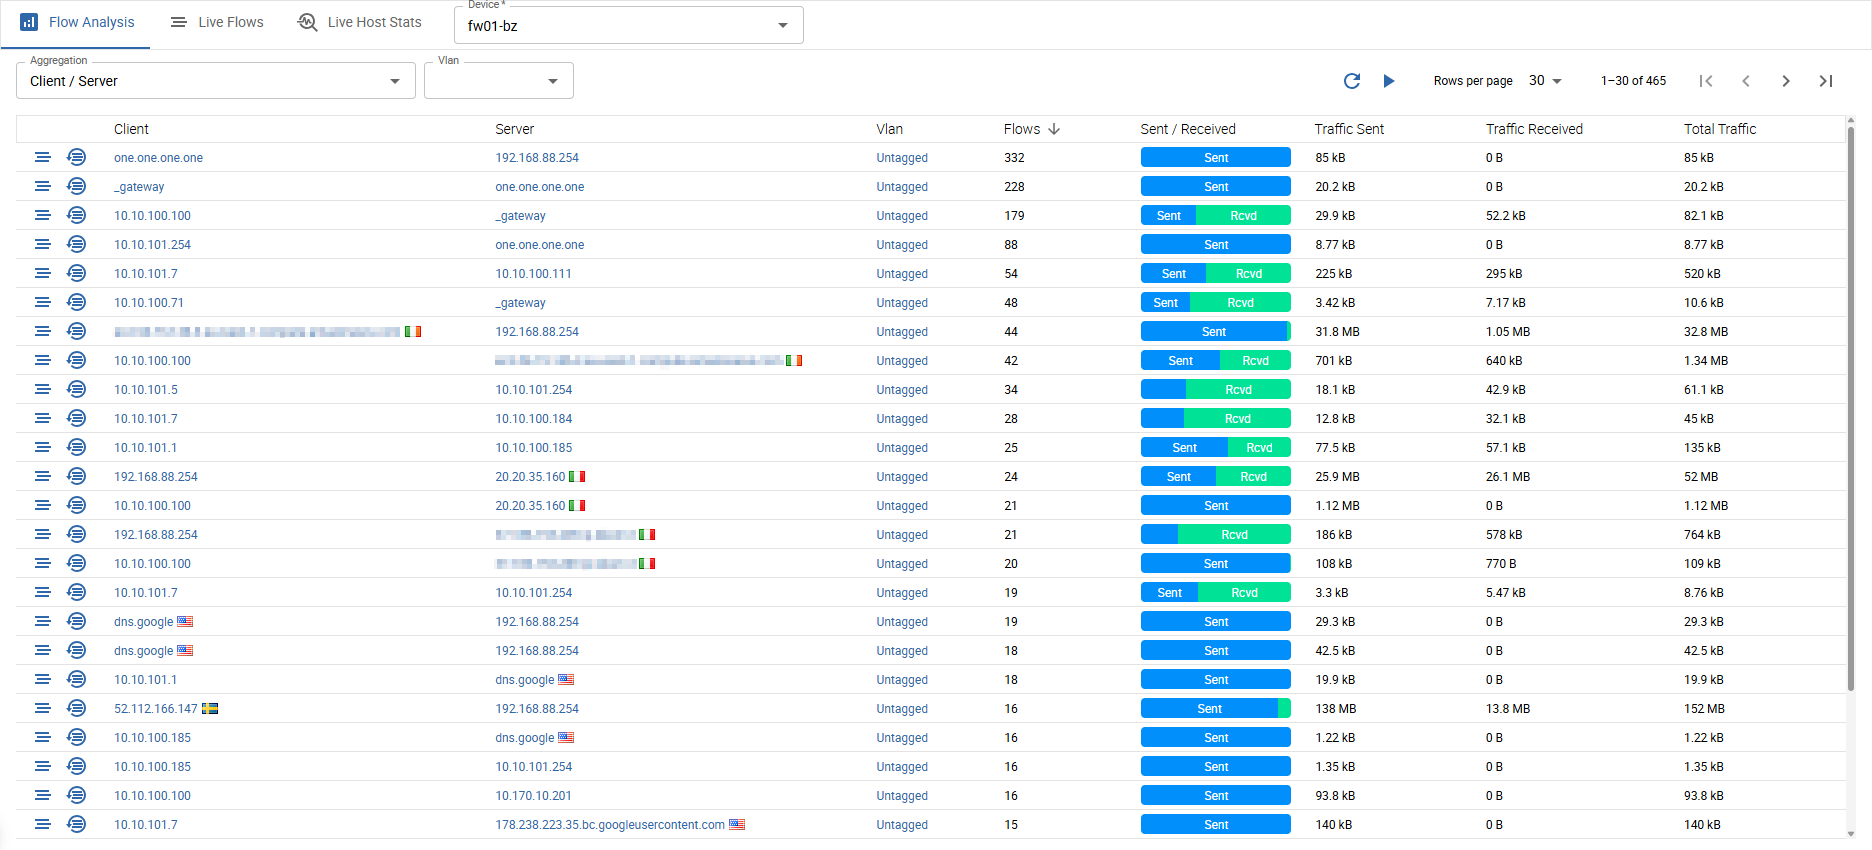 Flow Analysis Live Flows Live Host Stats Device * fw01-bz
Aggregation Client / Server Vlan Rows per page 30 1–30 of 465
Client Server Vlan Flows Sent / Received Traffic Sent Traffic Received Total Traffic
one.one.one.one 192.168.88.254 Untagged 332 Sent 85 kB 0 B 85 kB
_gateway one.one.one.one Untagged 228 Sent 20.2 kB 0 B 20.2 kB
10.10.100.100 _gateway Untagged 179 Sent Rcvd 29.9 kB 52.2 kB 82.1 kB
10.10.101.254 one.one.one.one Untagged 88 Sent 8.77 kB 0 B 8.77 kB
10.10.101.7 10.10.100.111 Untagged 54 Sent Rcvd 225 kB 295 kB 520 kB
10.10.100.71 _gateway Untagged 48 Sent Rcvd 3.42 kB 7.17 kB 10.6 kB
192.168.88.254 Untagged 44 Sent 31.8 MB 1.05 MB 32.8 MB
10.10.100.100 Untagged 42 Sent Rcvd 701 kB 640 kB 1.34 MB
10.10.101.5 10.10.101.254 Untagged 34 Rcvd 18.1 kB 42.9 kB 61.1 kB
10.10.101.7 10.10.100.184 Untagged 28 Rcvd 12.8 kB 32.1 kB 45 kB
10.10.101.1 10.10.100.185 Untagged 25 Sent Rcvd 77.5 kB 57.1 kB 135 kB
192.168.88.254 20.20.35.160 Untagged 24 Sent Rcvd 25.9 MB 26.1 MB 52 MB
10.10.100.100 20.20.35.160 Untagged 21 Sent 1.12 MB 0 B 1.12 MB
192.168.88.254 Untagged 21 Rcvd 186 kB 578 kB 764 kB
10.10.100.100 Untagged 20 Sent 108 kB 770 B 109 kB
10.10.101.7 10.10.101.254 Untagged 19 Sent Rcvd 3.3 kB 5.47 kB 8.76 kB
dns.google 192.168.88.254 Untagged 19 Sent 29.3 kB 0 B 29.3 kB
dns.google 192.168.88.254 Untagged 18 Sent 42.5 kB 0 B 42.5 kB
10.10.101.1 dns.google Untagged 18 Sent 19.9 kB 0 B 19.9 kB
52.112.166.147 192.168.88.254 Untagged 16 Sent 138 MB 13.8 MB 152 MB
10.10.100.185 dns.google Untagged 16 Sent 1.22 kB 0 B 1.22 kB
10.10.100.185 10.10.101.254 Untagged 16 Sent 1.35 kB 0 B 1.35 kB
10.10.100.100 10.170.10.201 Untagged 16 Sent 93.8 kB 0 B 93.8 kB
10.10.101.7 178.238.223.35.bc.googleusercontent.com Untagged 15 Sent 140 kB 0 B 140 kB